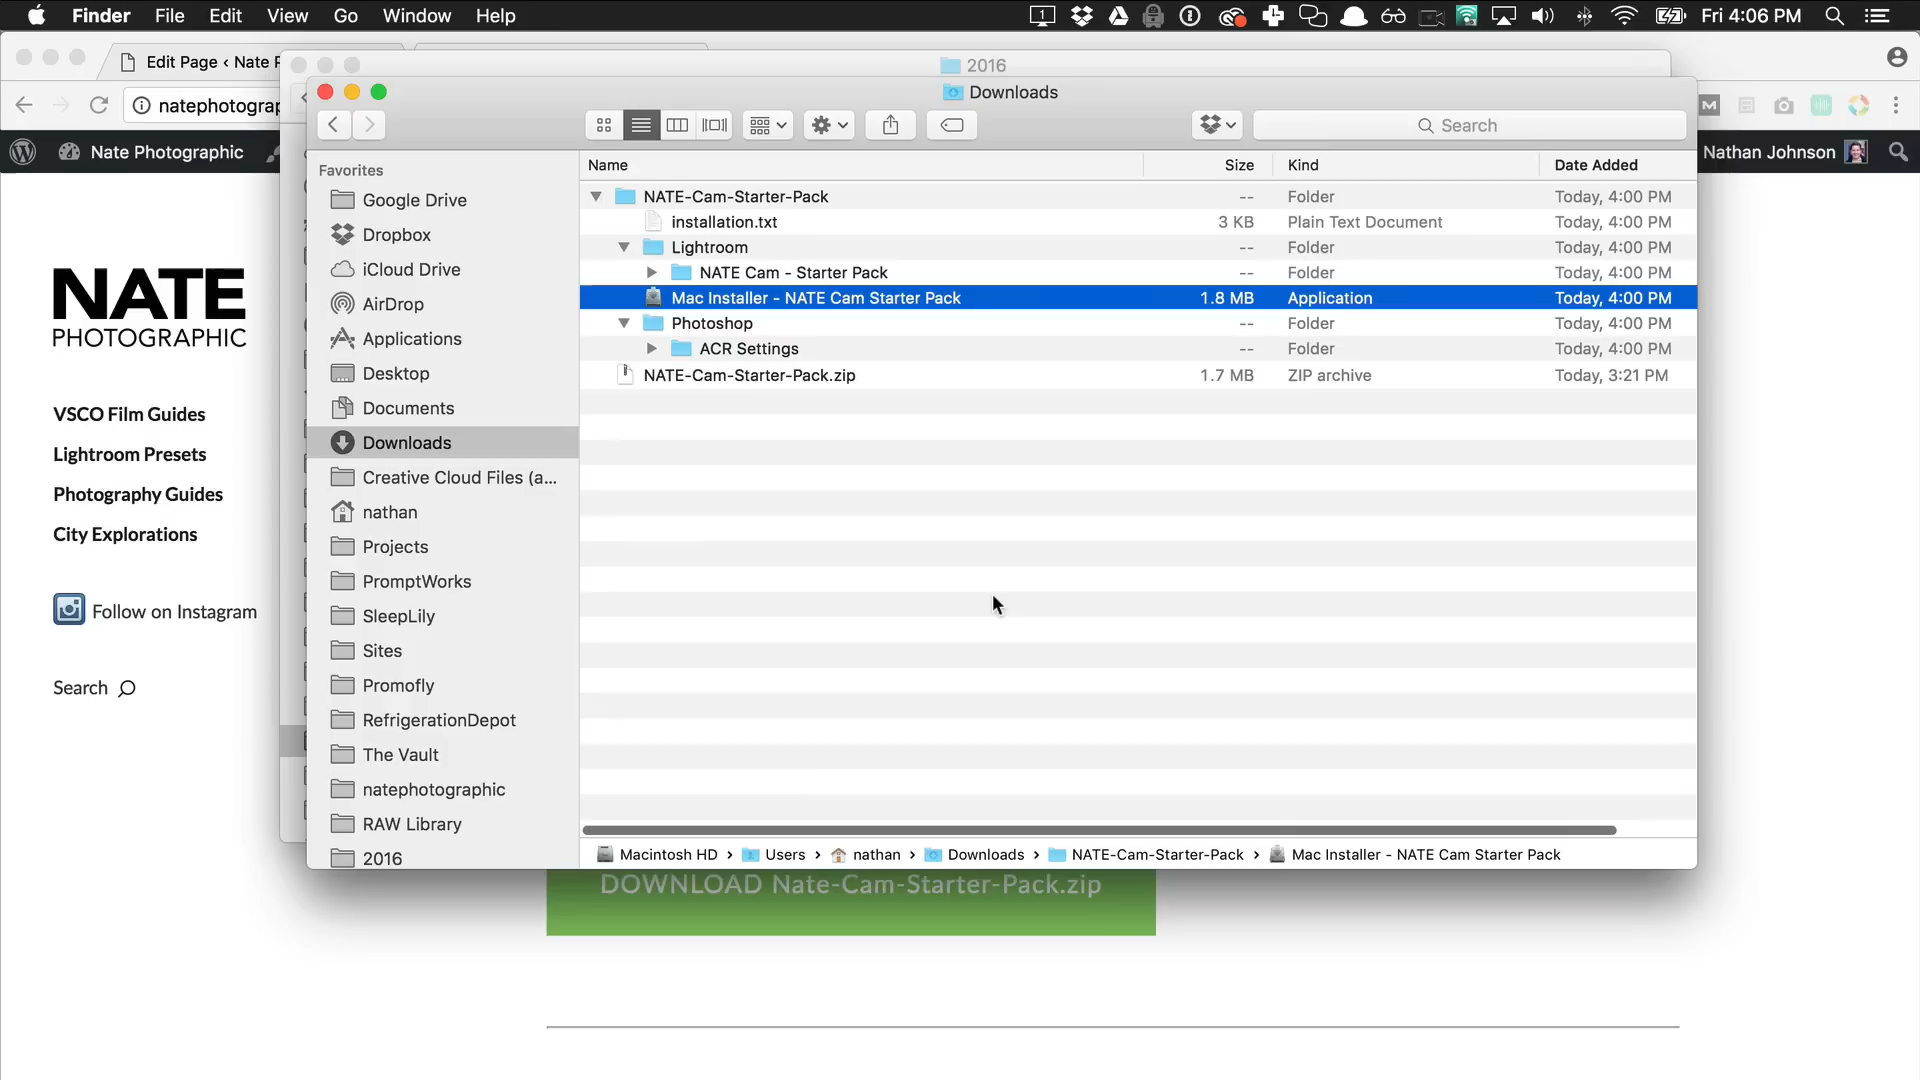 Finder File Edit View Go Window Help
1
Fri 4:06 PM
Edit Page ‹ Nate P
2016
natephotograp
Downloads
Search
M
Nate Photographic
Nathan Johnson
NATE
PHOTOGRAPHIC
VSCO Film Guides
Lightroom Presets
Photography Guides
City Explorations
Follow on Instagram
Search
Favorites
Google Drive
Dropbox
iCloud Drive
AirDrop
Applications
Desktop
Documents
Downloads
Creative Cloud Files (a...
nathan
Projects
PromptWorks
SleepLily
Sites
Promofly
RefrigerationDepot
The Vault
natephotographic
RAW Library
2016
Name Size Kind Date Added
NATE-Cam-Starter-Pack -- Folder Today, 4:00 PM
installation.txt 3 KB Plain Text Document Today, 4:00 PM
Lightroom -- Folder Today, 4:00 PM
NATE Cam - Starter Pack -- Folder Today, 4:00 PM
Mac Installer - NATE Cam Starter Pack 1.8 MB Application Today, 4:00 PM
Photoshop -- Folder Today, 4:00 PM
ACR Settings -- Folder Today, 4:00 PM
NATE-Cam-Starter-Pack.zip 1.7 MB ZIP archive Today, 3:21 PM
Macintosh HD › Users › nathan › Downloads › NATE-Cam-Starter-Pack › Mac Installer - NATE Cam Starter Pack
DOWNLOAD Nate-Cam-Starter-Pack.zip